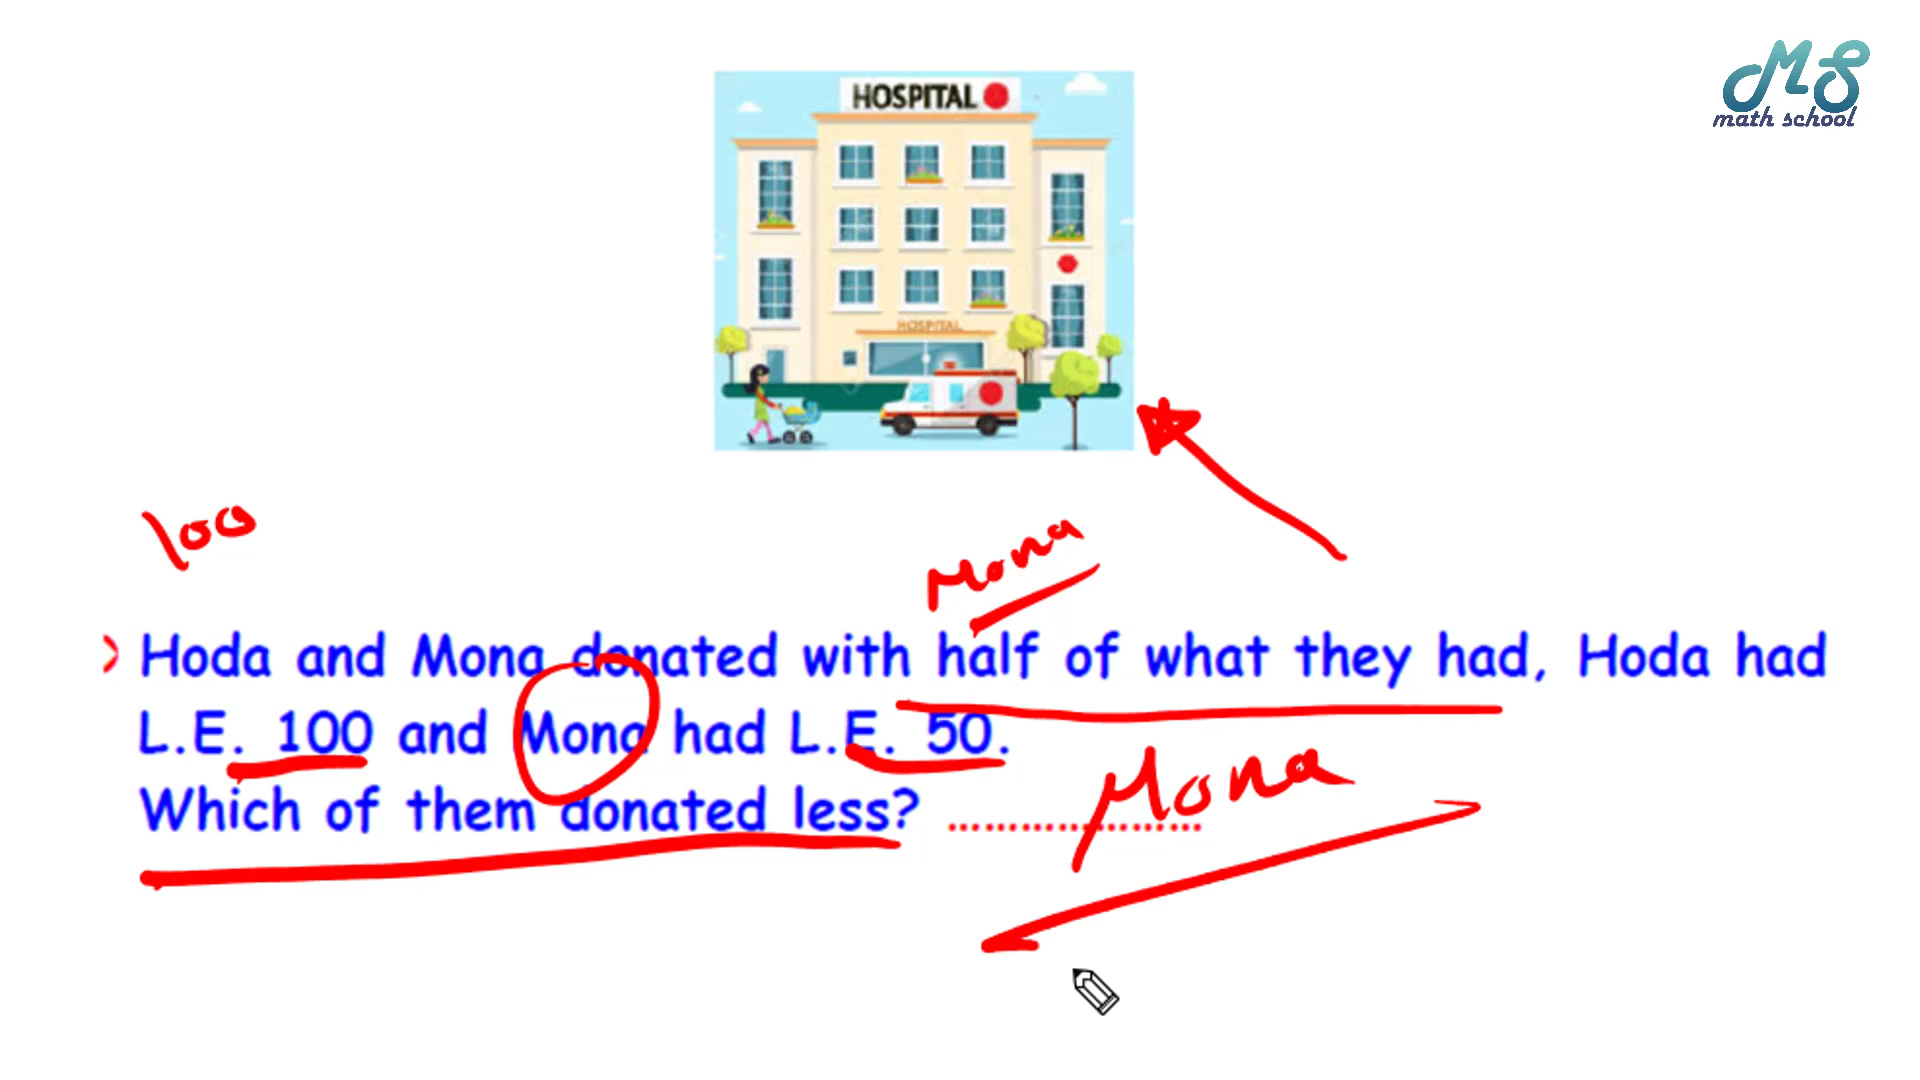 MS
math school
HOSPITAL
HOSPITAL
100
Mona
Hoda and Mona donated with half of what they had, Hoda had
L.E. 100 and Mona had L.E. 50.
Which of them donated less? ......................
Mona